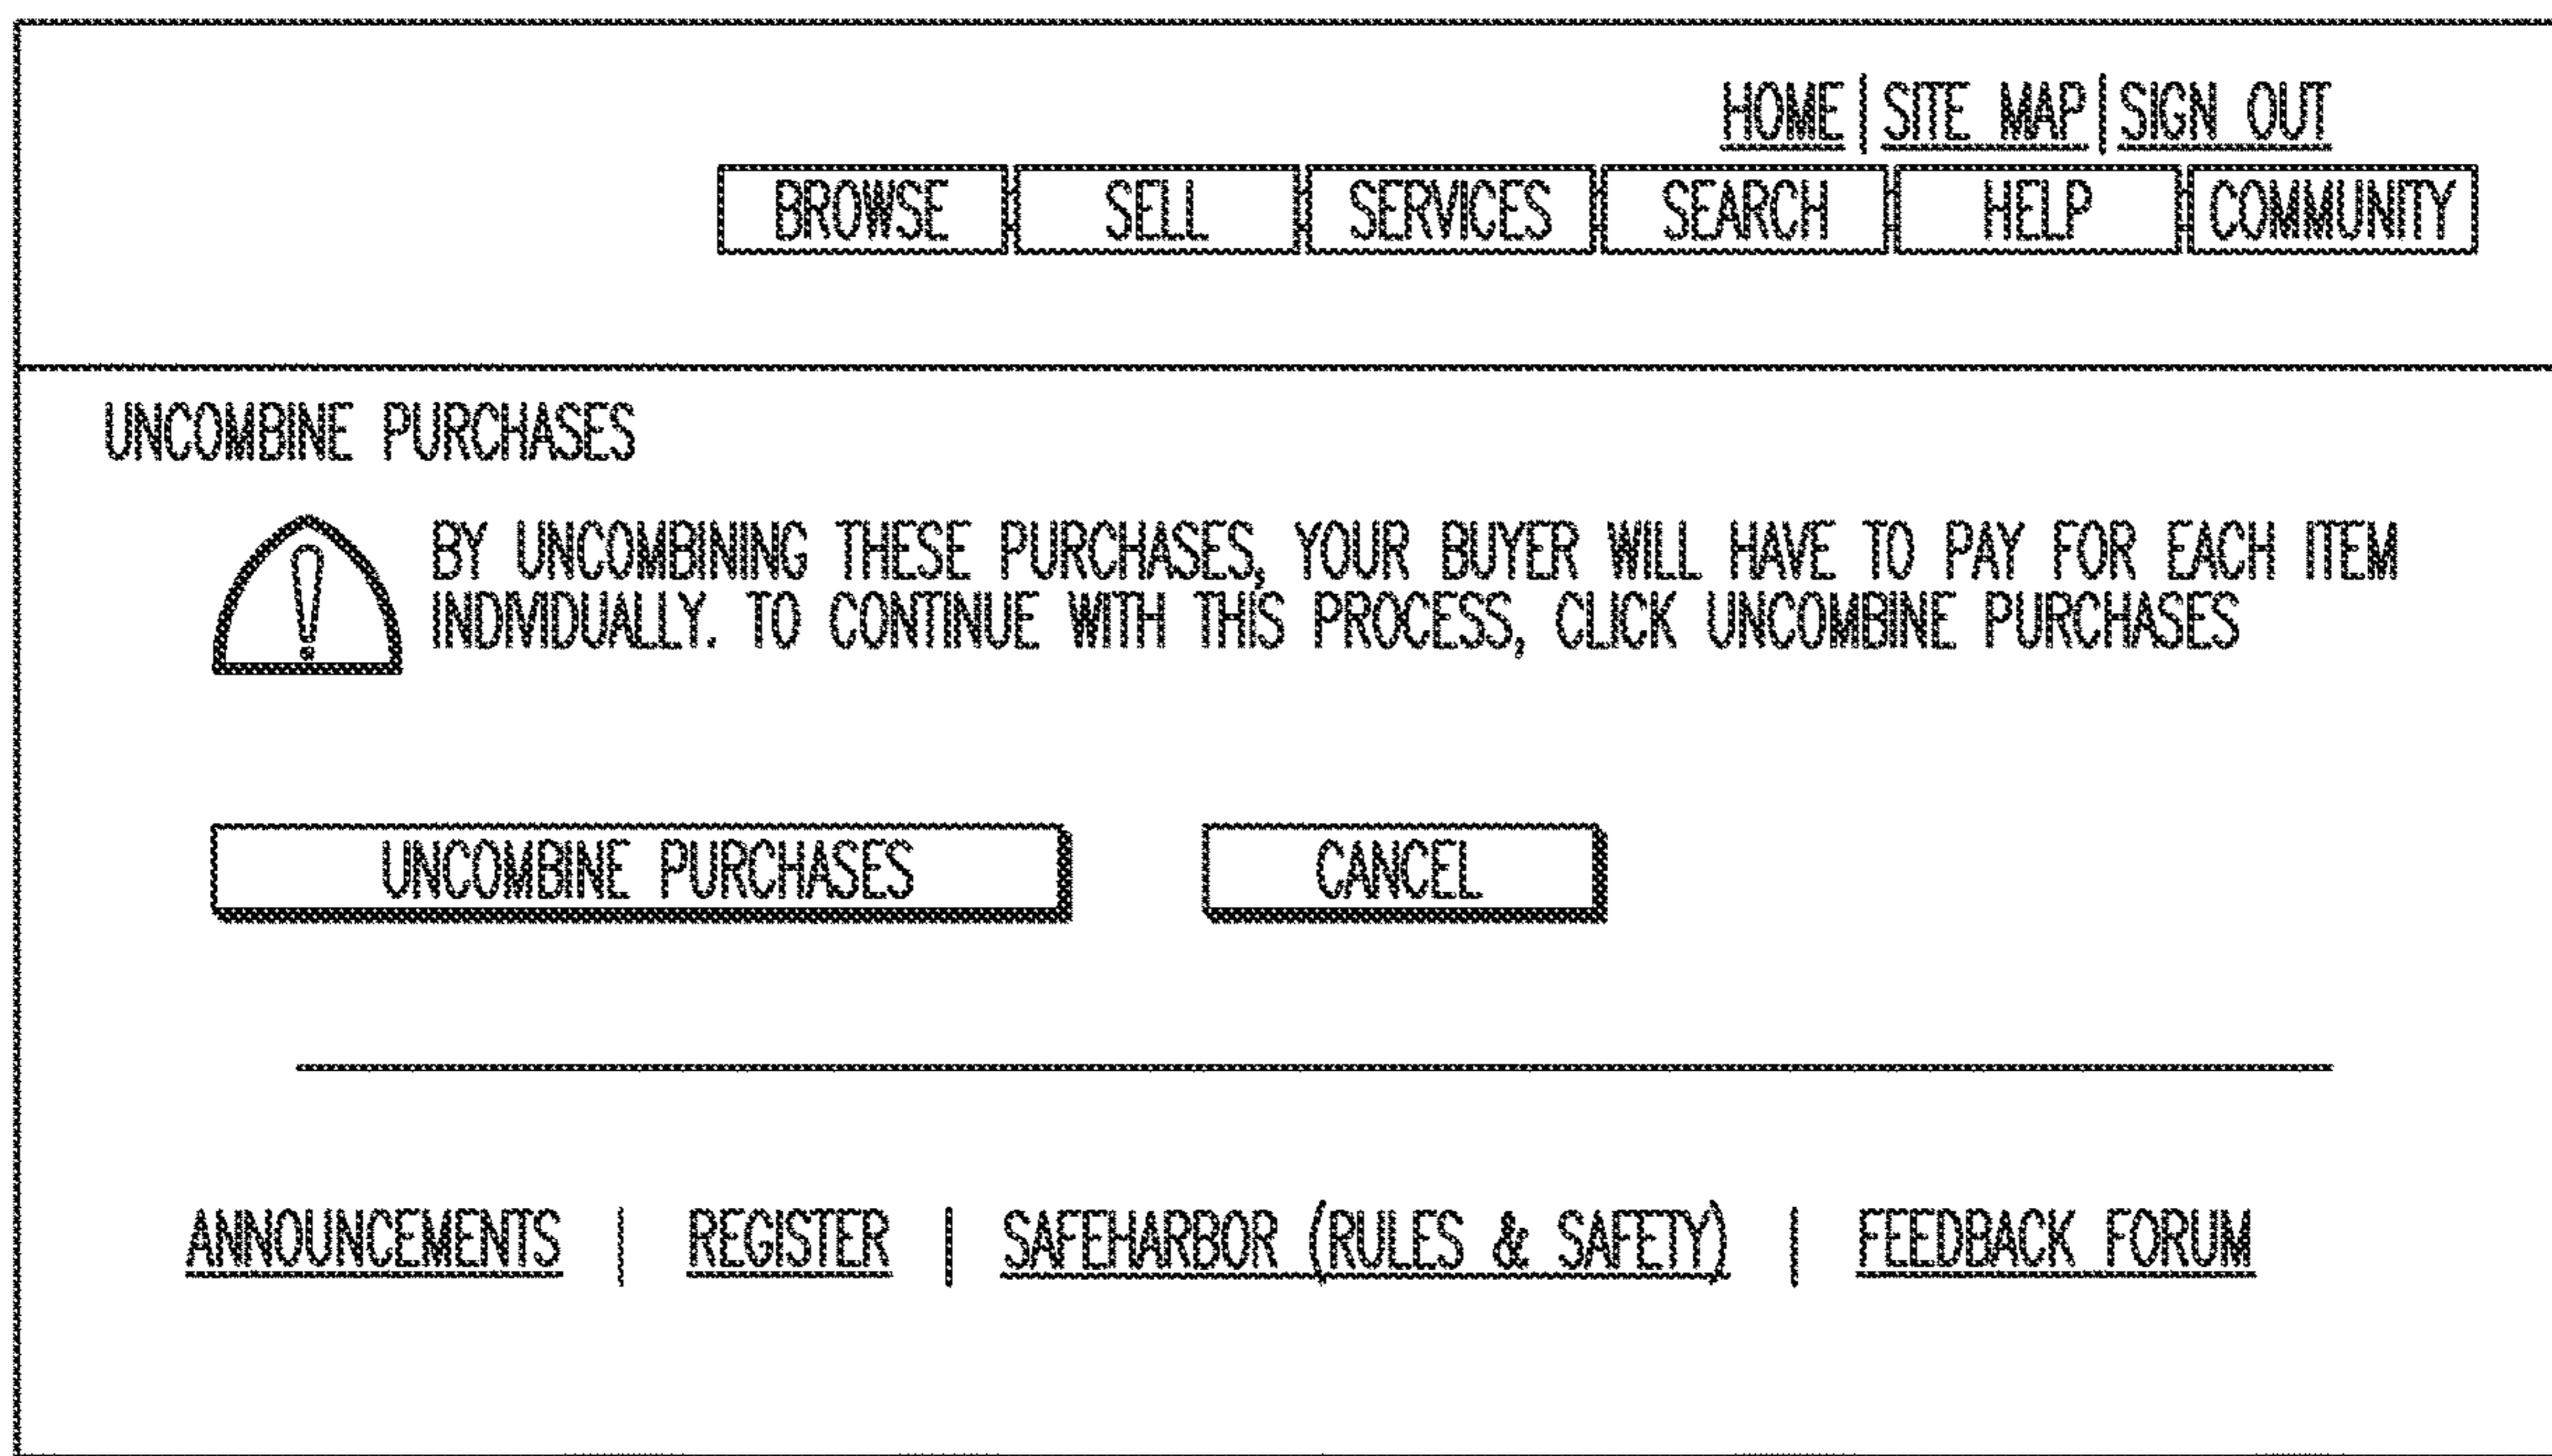 HOME | SITE MAP | SIGN OUT
BROWSE SELL SERVICES SEARCH HELP COMMUNITY
UNCOMBINE PURCHASES
BY UNCOMBINING THESE PURCHASES, YOUR BUYER WILL HAVE TO PAY FOR EACH ITEM
INDIVIDUALLY. TO CONTINUE WITH THIS PROCESS, CLICK UNCOMBINE PURCHASES
UNCOMBINE PURCHASES CANCEL
ANNOUNCEMENTS | REGISTER | SAFEHARBOR (RULES & SAFETY) | FEEDBACK FORUM